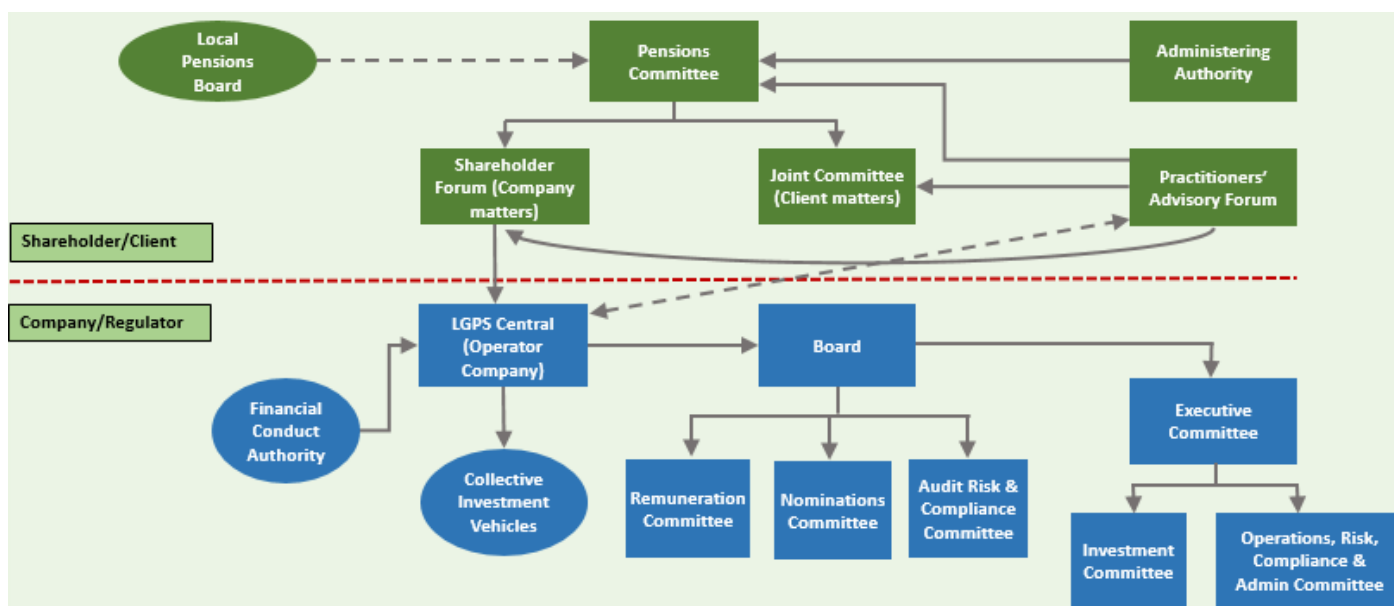 Local
Pensions
Board
Pensions
Committee
Administering
Authority
Shareholder
Forum (Company
matters)
Joint Committee
(Client matters)
Practitioners’
Advisory Forum
Shareholder/Client
Company/Regulator
LGPS Central
(Operator
Company)
Board
Financial
Conduct
Authority
Executive
Committee
Collective
Investment
Vehicles
Remuneration
Committee
Nominations
Committee
Audit Risk &
Compliance
Committee
Investment
Committee
Operations, Risk,
Compliance &
Admin Committee